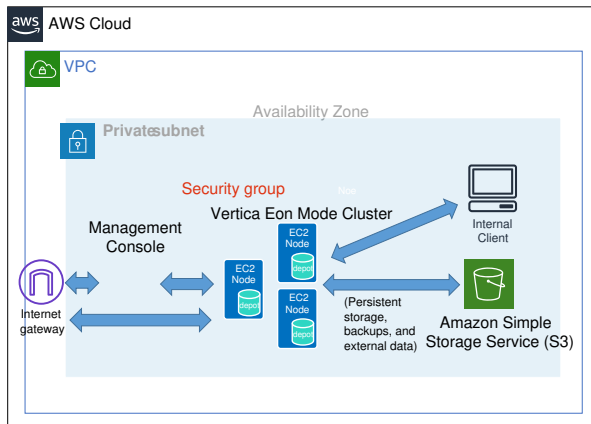 aws AWS Cloud
VPC
Availability Zone
Privatesubnet
Security group
Vertica Eon Mode Cluster
Management
Console
EC2
Node
depot
EC2
Node
depot
EC2
Node
depot
Internal
Client
Internet
gateway
(Persistent
storage,
backups, and
external data)
Amazon Simple
Storage Service (S3)